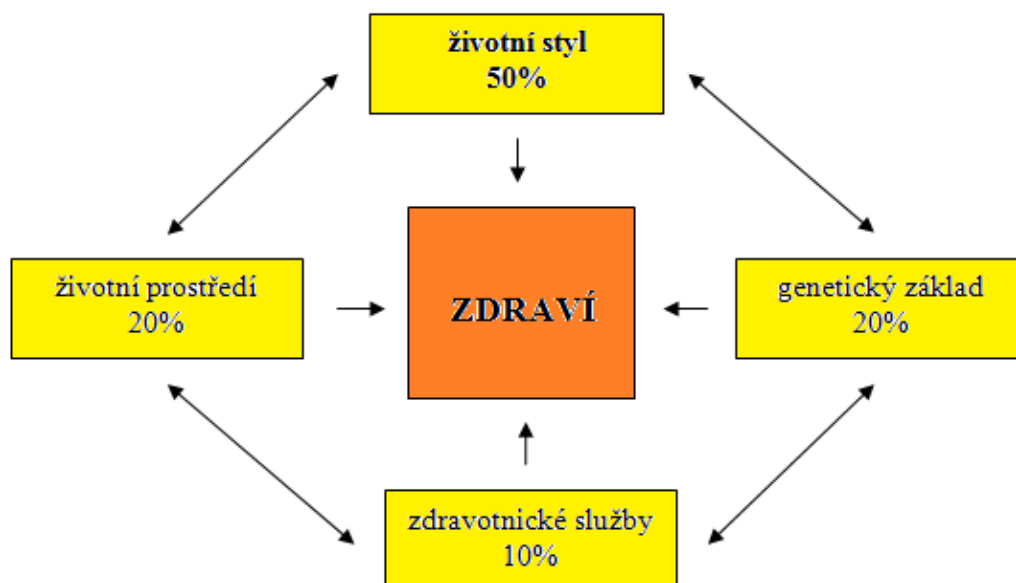 životní styl
50%
životní prostředí
20%
ZDRAVÍ
genetický základ
20%
zdravotnické služby
10%